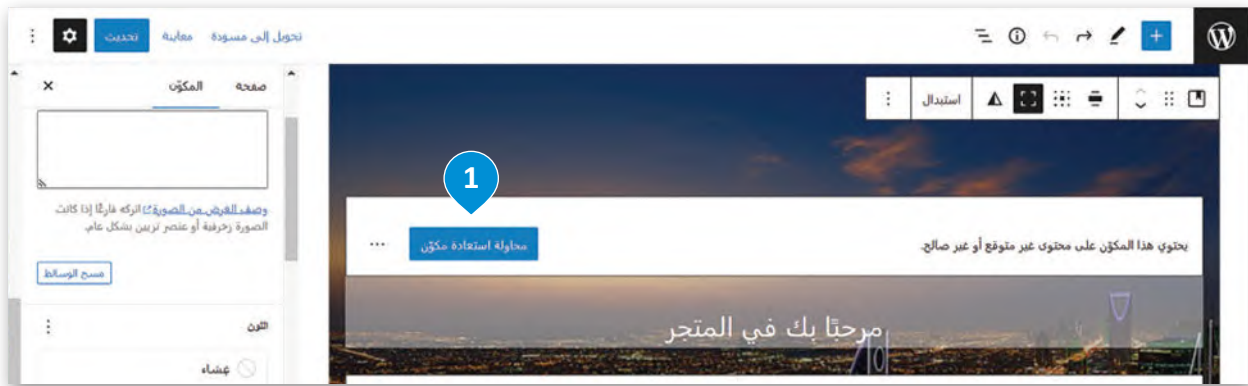 تحويل إلى مسودة معاينة تحديث
استبدال
1
يحتوي هذا المكوّن على محتوى غير متوقع أو غير صالح.
محاولة استعادة مكوّن
مرحبًا بك في المتجر
صفحة المكوّن
وصف الغرض من الصورة اتركه فارغًا إذا كانت
الصورة زخرفية أو عنصر تزيين بشكل عام.
مسح الوسائط
اللون
غشاء